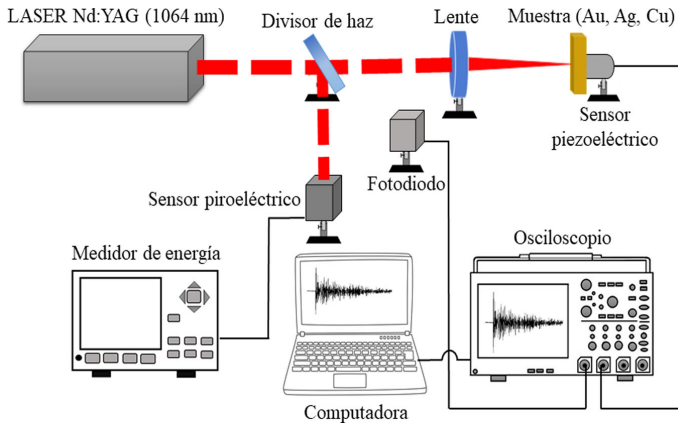 LASER Nd:YAG (1064 nm)
Divisor de haz
Lente
Muestra (Au, Ag, Cu)
Sensor
piezoeléctrico
Fotodiodo
Sensor piroeléctrico
Medidor de energía
Osciloscopio
Computadora